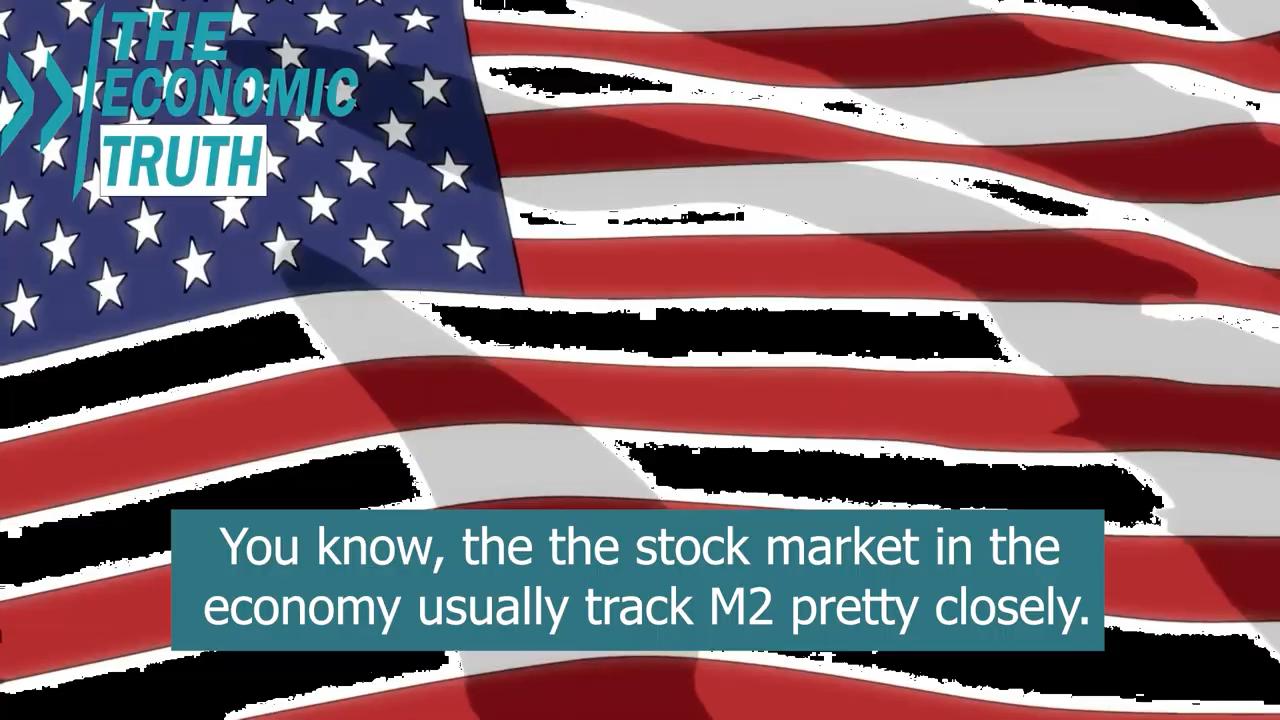 THE
ECONOMIC
TRUTH
You know, the the stock market in the
economy usually track M2 pretty closely.